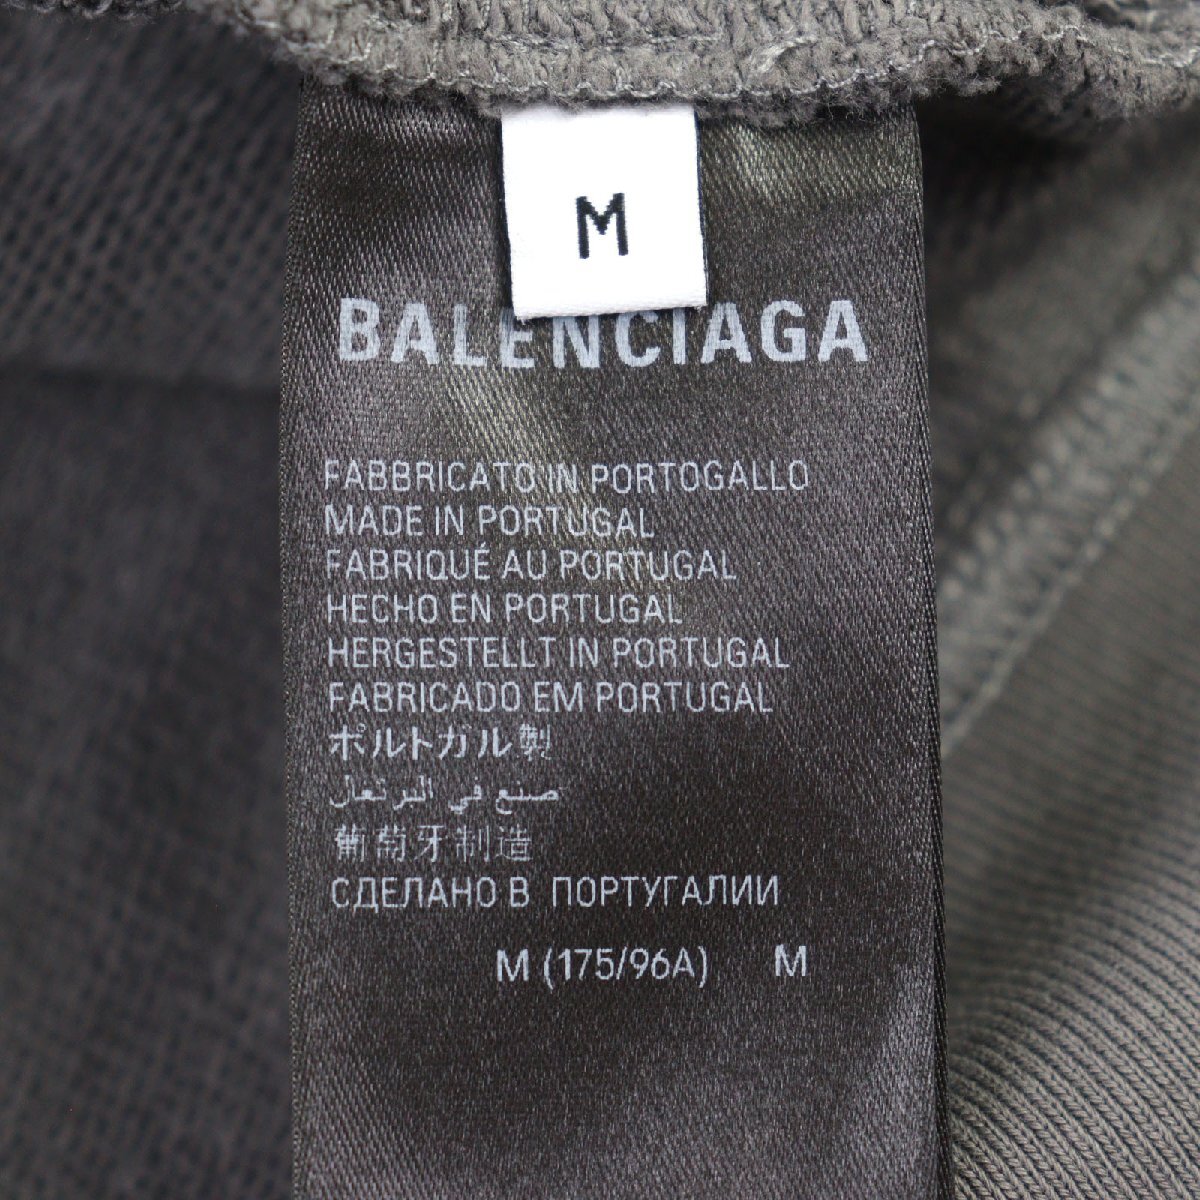 M
BALENCIAGA
FABBRICATO IN PORTOGALLO
MADE IN PORTUGAL
FABRIQUÉ AU PORTUGAL
HECHO EN PORTUGAL
HERGESTELLT IN PORTUGAL
FABRICADO EM PORTUGAL
ポルトガル製
صنع في البرتغال
葡萄牙制造
СДЕЛАНО В ПОРТУГАЛИИ
M (175/96A) M